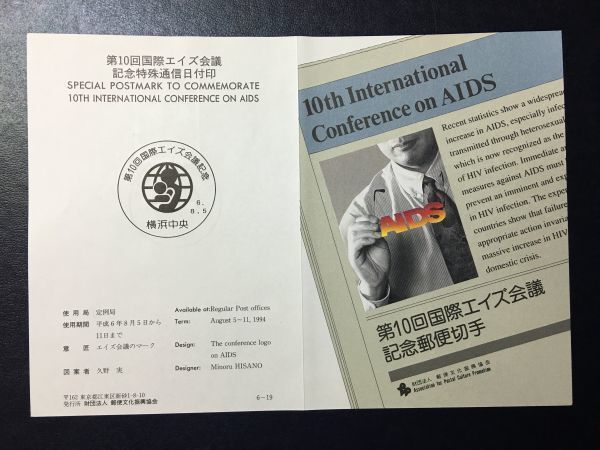 第10回国際エイズ会議
記念特殊通信日付印
SPECIAL POSTMARK TO COMMEMORATE
10TH INTERNATIONAL CONFERENCE ON AIDS
第10回国際エイズ会議記念
6.
8.5
横浜中央
使用局 定例局
使用期間 平成6年8月5日から
11日まで
意匠 エイズ会議のマーク
図案者 久野 実
Available at: Regular Post offices
Term: August 5–11, 1994
Design: The conference logo
on AIDS
Designer: Minoru HISANO
〒162 東京都江東区南砂1-8-10
発行所 財団法人 郵便文化振興協会
6-19
10th International
Conference on AIDS
Recent statistics show a widesprea
increase in AIDS, especially infec
transmitted through heterosexual
which is now recognized as the
of HIV infection. Immediate a
measures against AIDS must
prevent an imminent and exp
in HIV infection. The exper
countries show that failure
appropriate action invaria
massive increase in HIV
domestic crisis.
AIDS
第10回国際エイズ会議
記念郵便切手
財団法人 郵便文化振興協会
Association for Postal Culture Promotion